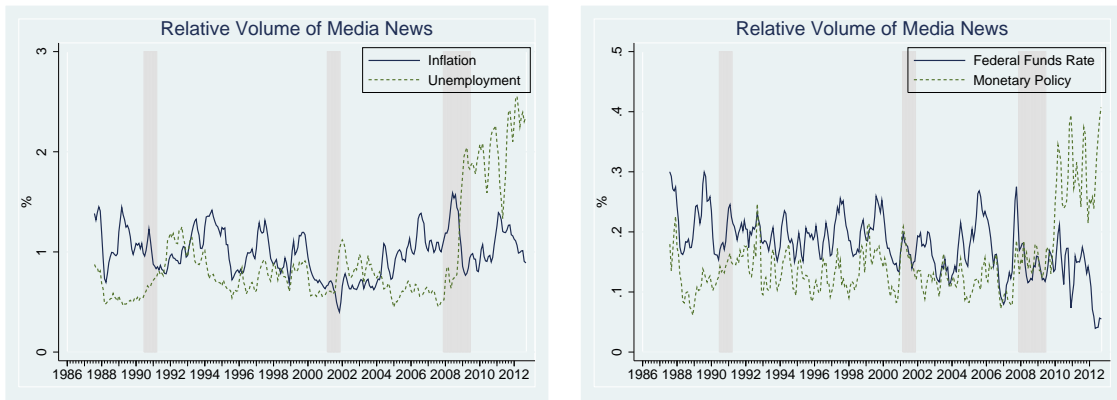 Relative Volume of Media News
Inflation
Unemployment
%
3
2
1
0
1986 1988 1990 1992 1994 1996 1998 2000 2002 2004 2006 2008 2010 2012
Relative Volume of Media News
Federal Funds Rate
Monetary Policy
%
.5
.4
.3
.2
.1
0
1986 1988 1990 1992 1994 1996 1998 2000 2002 2004 2006 2008 2010 2012